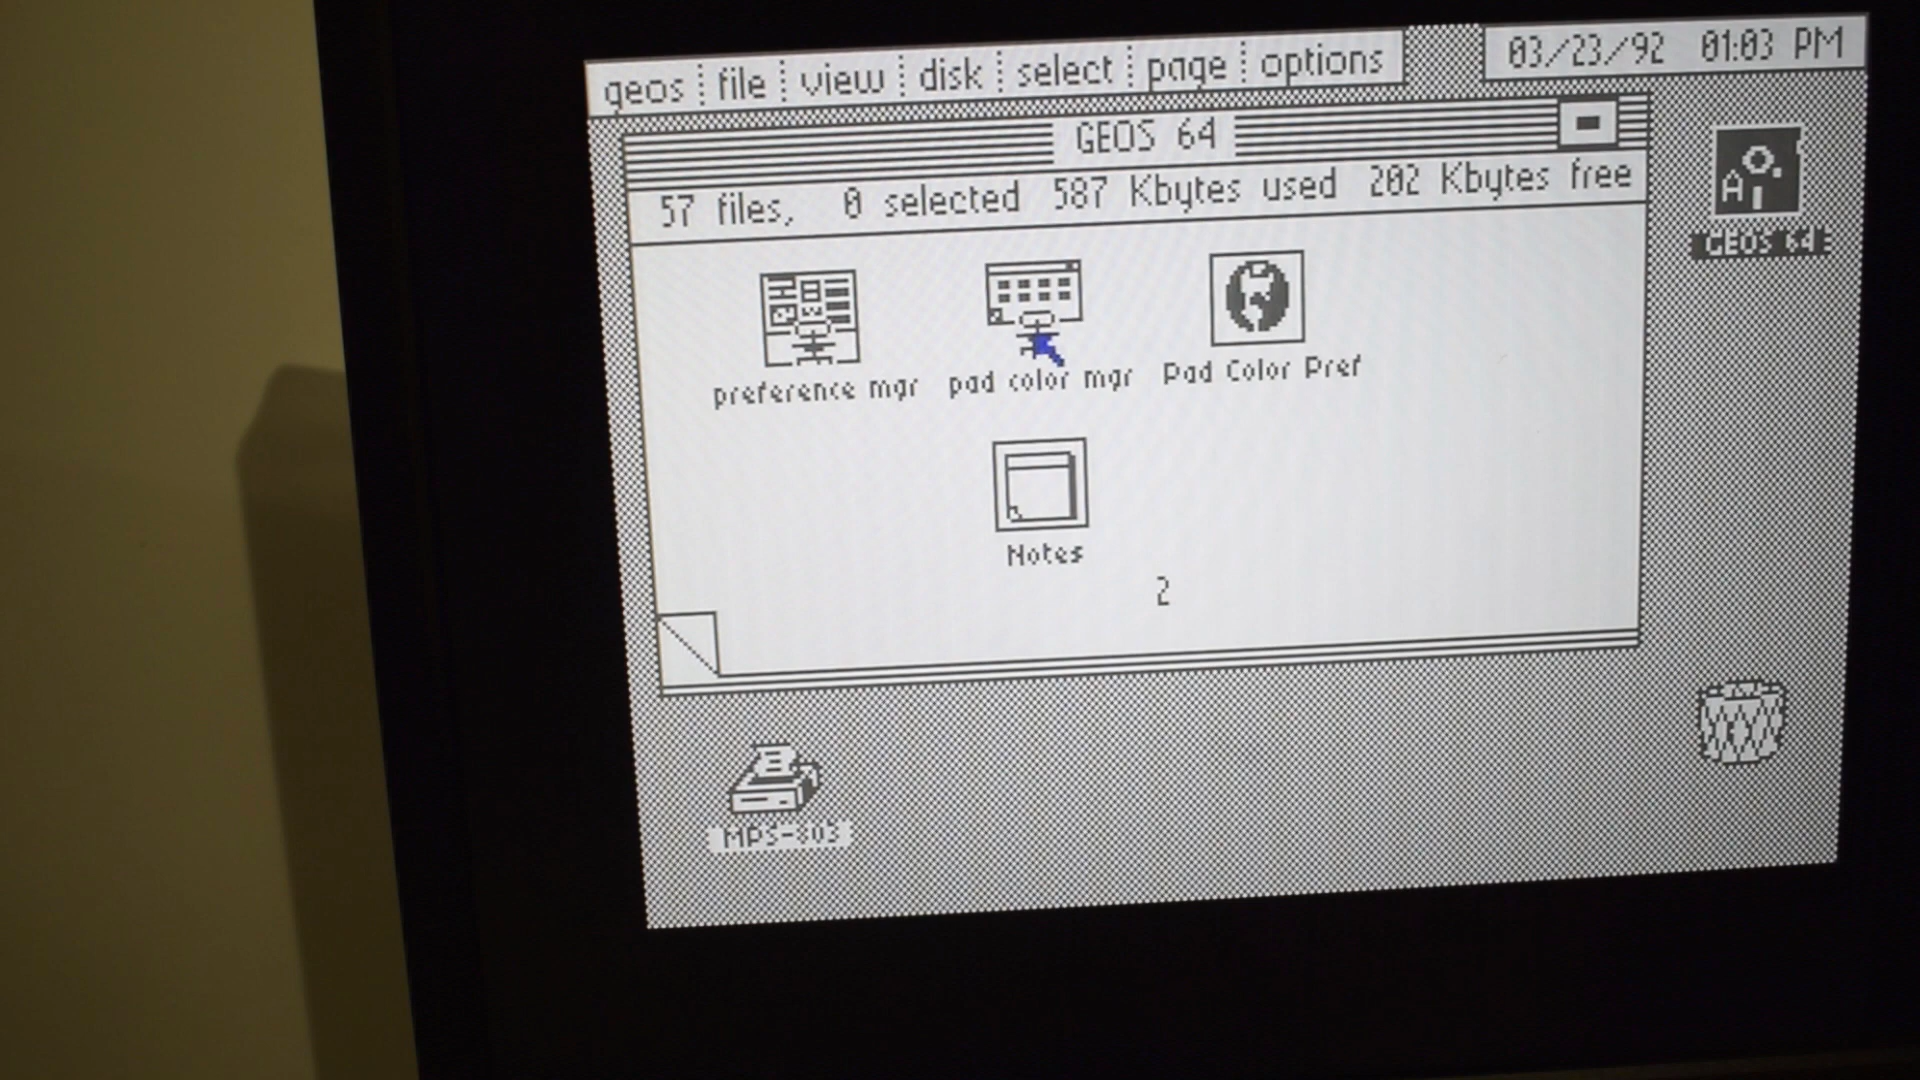 geos file view disk select page options
03/23/92 01:03 PM
GEOS 64
57 files, 0 selected 587 Kbytes used 202 Kbytes free
A
GEOS 64
preference mgr pad color mgr Pad Color Pref
Notes
2
MPS-803